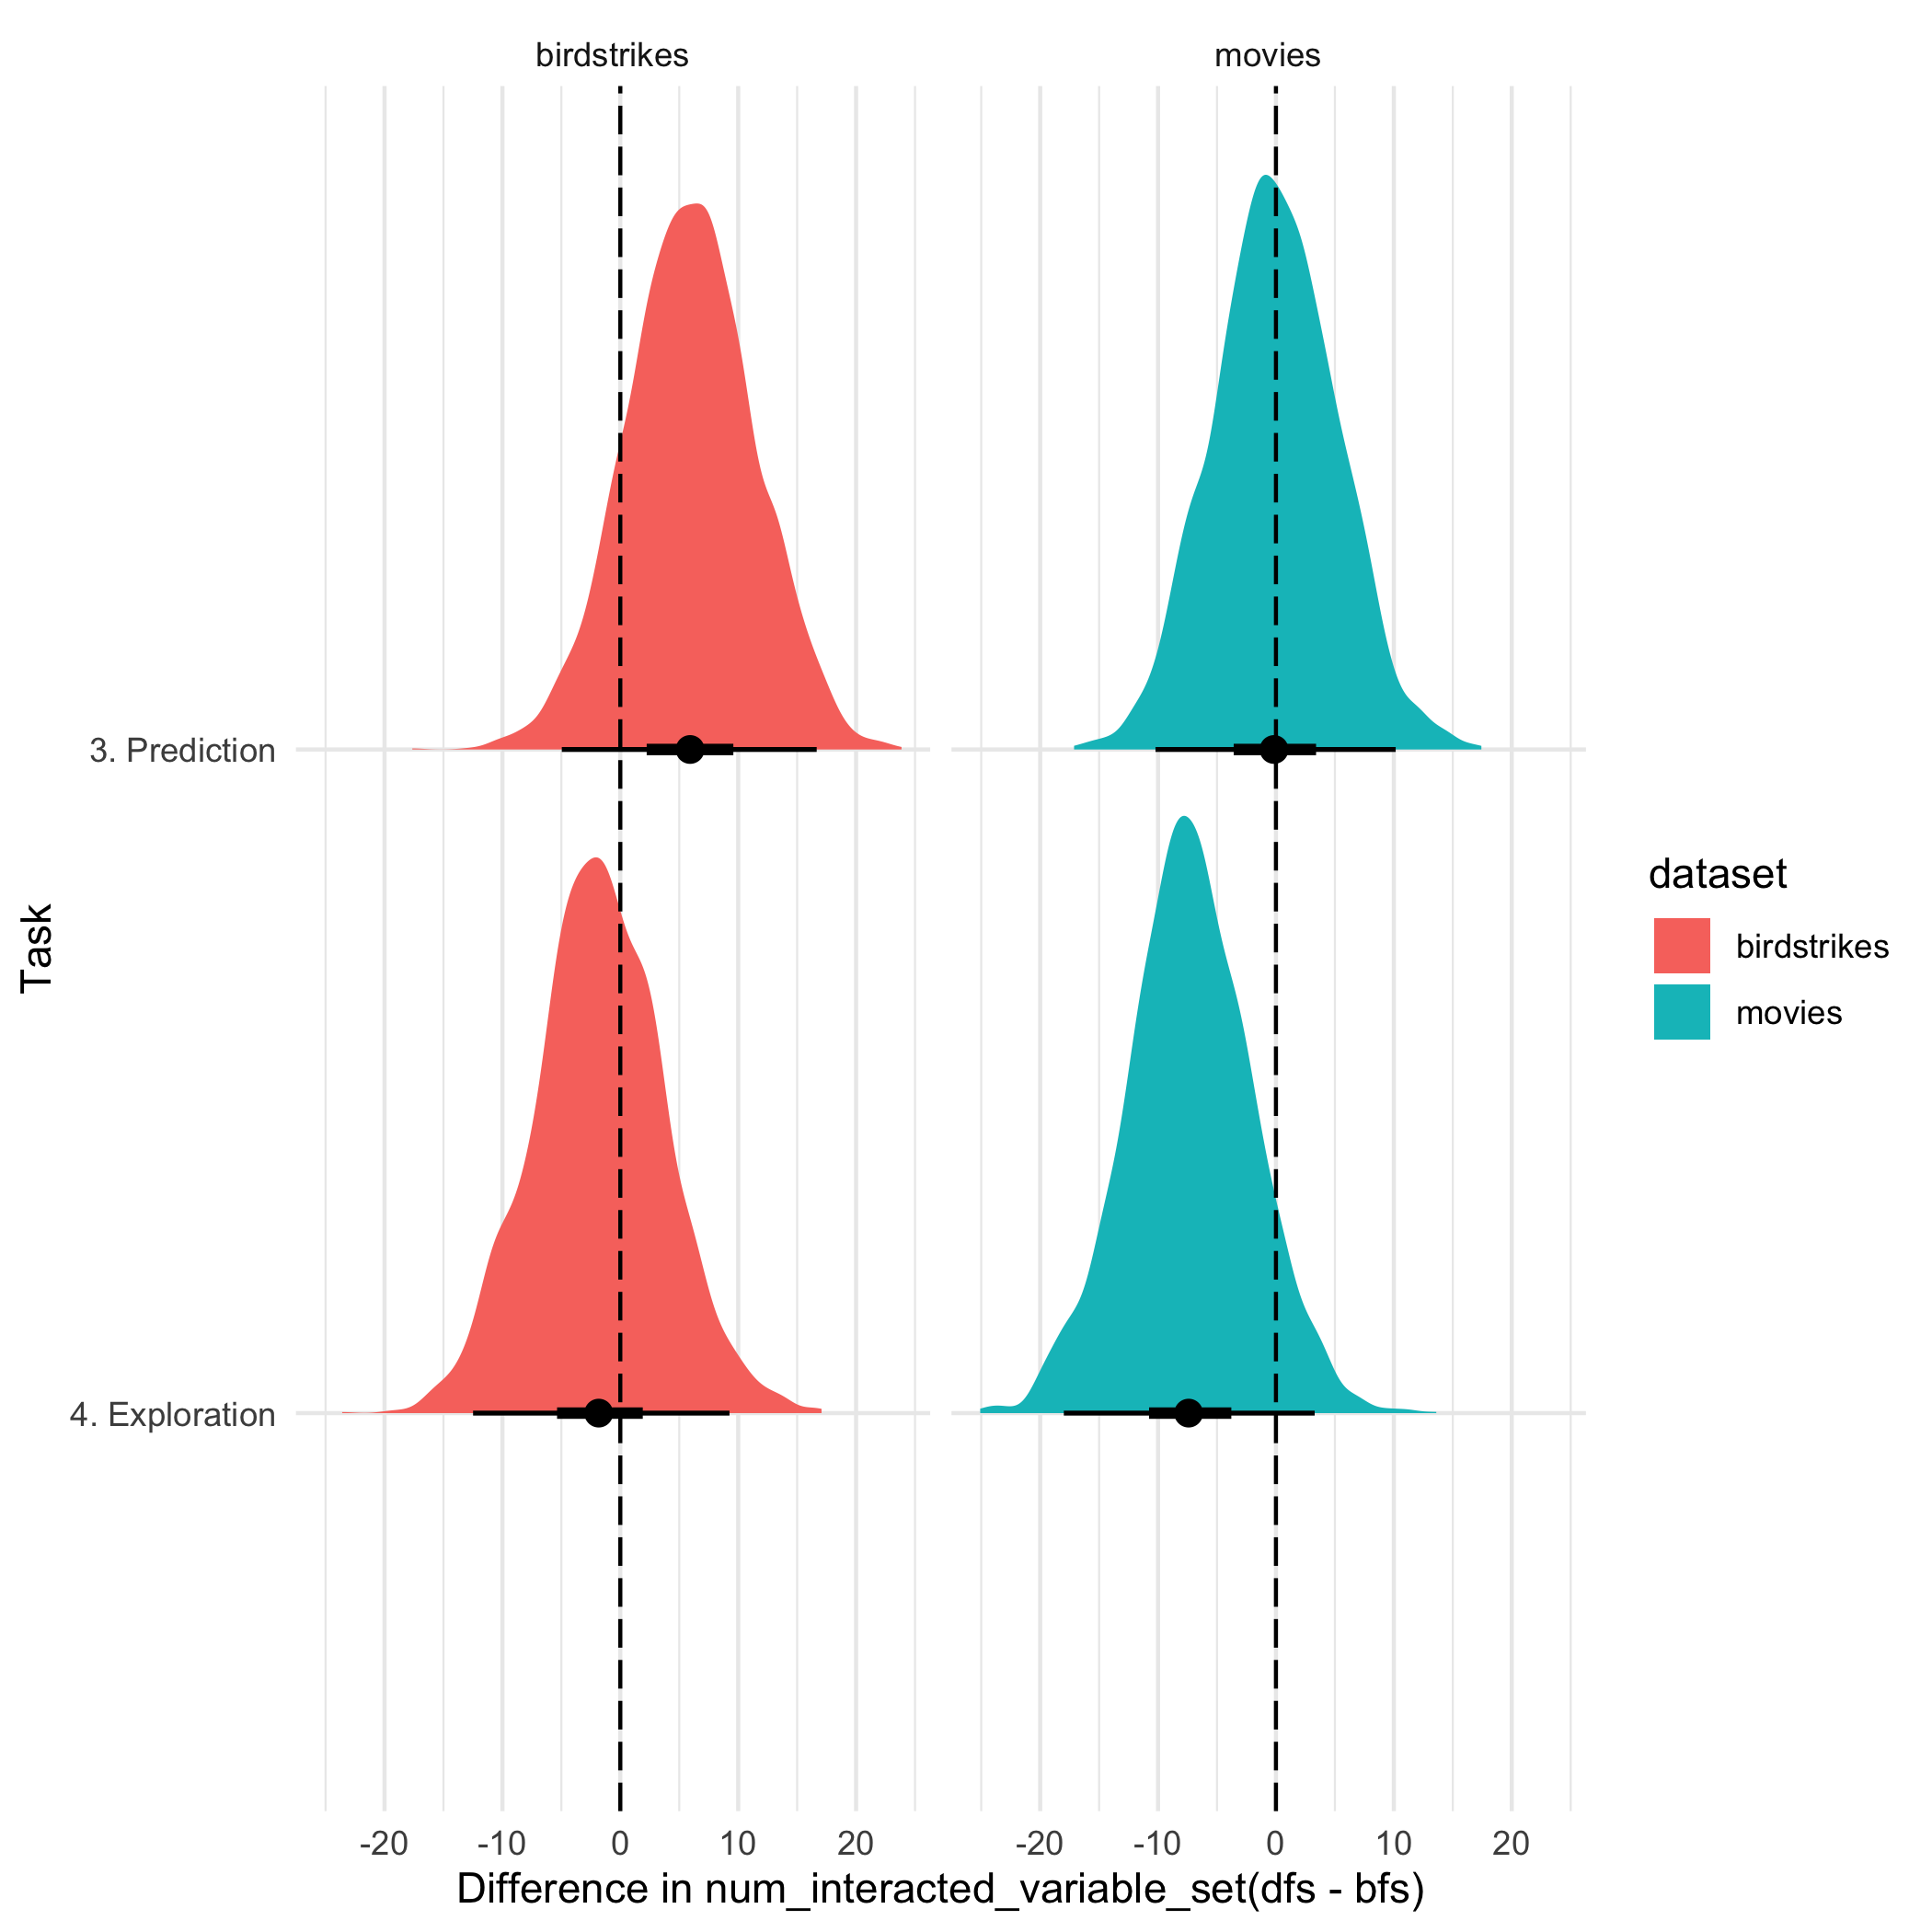 birdstrikes
movies
Task
3. Prediction
4. Exploration
-20 -10 0 10 20
-20 -10 0 10 20
Difference in num_interacted_variable_set(dfs - bfs)
dataset
birdstrikes
movies